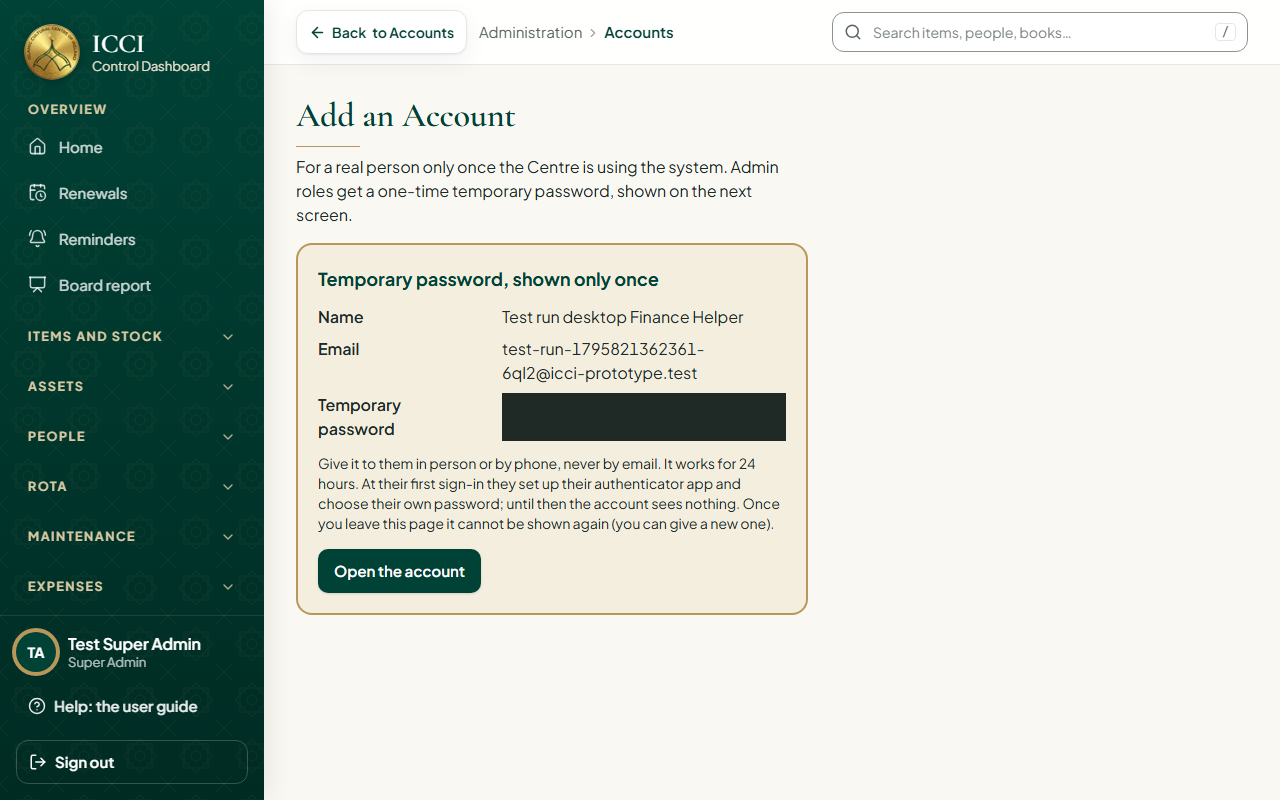 ICCI
Control Dashboard
OVERVIEW
Home
Renewals
Reminders
Board report
ITEMS AND STOCK
ASSETS
PEOPLE
ROTA
MAINTENANCE
EXPENSES
TA
Test Super Admin
Super Admin
Help: the user guide
Sign out
Back to Accounts
Administration > Accounts
Search items, people, books...
/
Add an Account
For a real person only once the Centre is using the system. Admin
roles get a one-time temporary password, shown on the next
screen.
Temporary password, shown only once
Name
Test run desktop Finance Helper
Email
test-run-1795821362361-
6ql2@icci-prototype.test
Temporary
password
Give it to them in person or by phone, never by email. It works for 24
hours. At their first sign-in they set up their authenticator app and
choose their own password; until then the account sees nothing. Once
you leave this page it cannot be shown again (you can give a new one).
Open the account